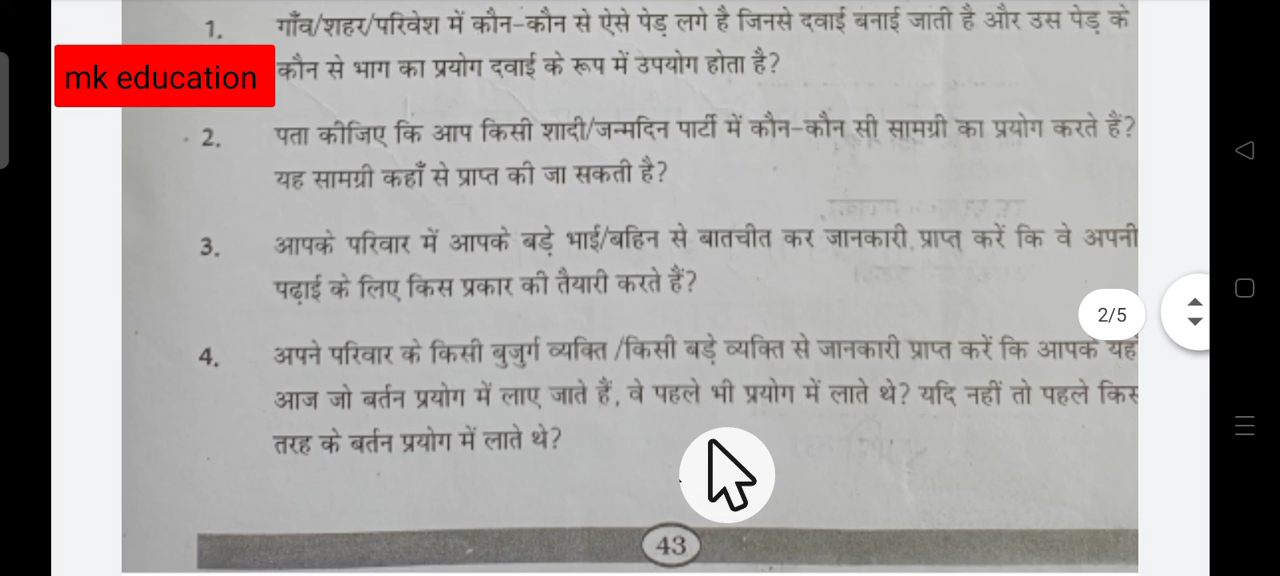 1. गाँव/शहर/परिवेश में कौन-कौन से ऐसे पेड़ लगे है जिनसे दवाई बनाई जाती है और उस पेड़ के
mk education
कौन से भाग का प्रयोग दवाई के रूप में उपयोग होता है?
2. पता कीजिए कि आप किसी शादी/जन्मदिन पार्टी में कौन-कौन सी सामग्री का प्रयोग करते हैं?
यह सामग्री कहाँ से प्राप्त की जा सकती है?
3. आपके परिवार में आपके बड़े भाई/बहिन से बातचीत कर जानकारी प्राप्त करें कि वे अपनी
पढ़ाई के लिए किस प्रकार की तैयारी करते हैं?
2/5
4. अपने परिवार के किसी बुजुर्ग व्यक्ति /किसी बड़े व्यक्ति से जानकारी प्राप्त करें कि आपके
आज जो बर्तन प्रयोग में लाए जाते हैं, वे पहले भी प्रयोग में लाते थे? यदि नहीं तो पहले किस
तरह के बर्तन प्रयोग में लाते थे?
43